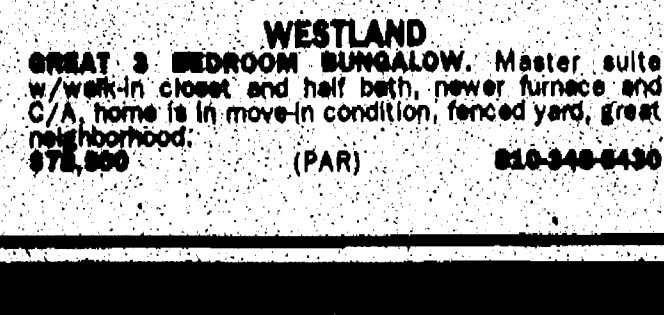 WESTLAND
GREAT 3 BEDROOM BUNGALOW. Master suite
w/walk-in closet and half bath, newer furnace and
C/A, home is in move-in condition, fenced yard, great
neighborhood.
(PAR)